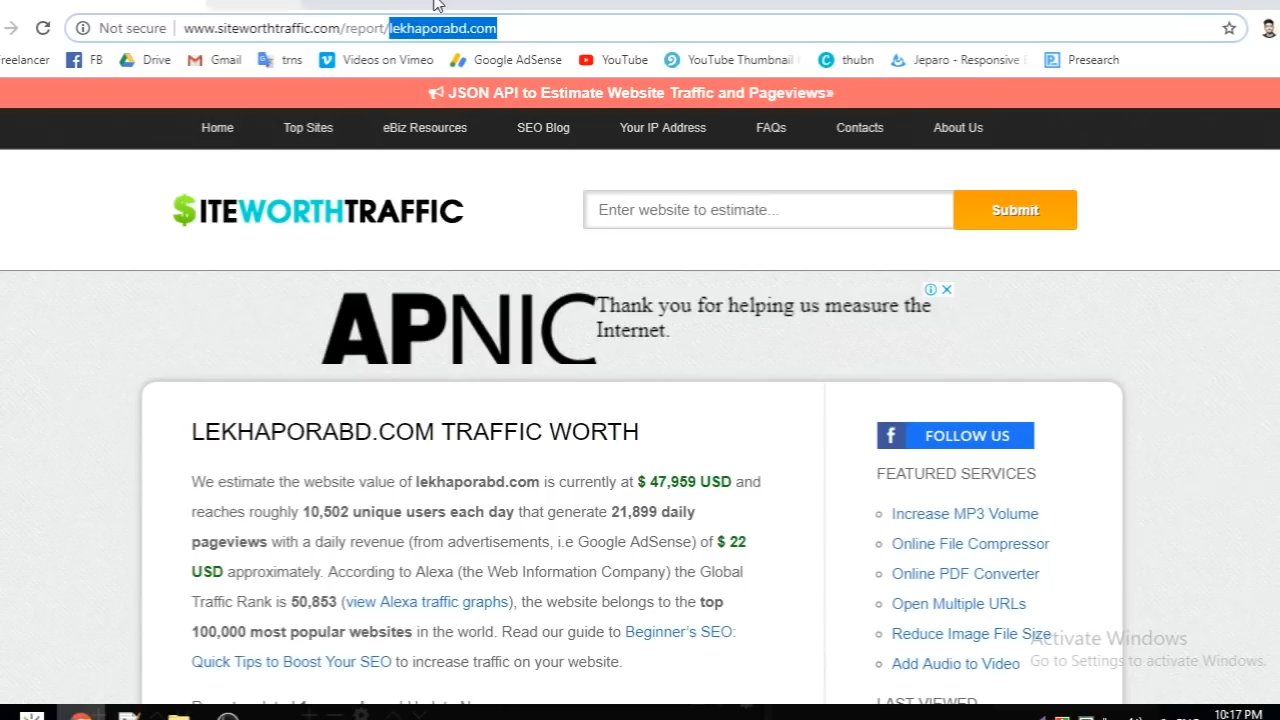 Not secure www.siteworthtraffic.com/report/lekhaporabd.com
reelancer FB Drive Gmail trns Videos on Vimeo Google AdSense YouTube YouTube Thumbnail thubn Jeparo - Responsive Presearch
JSON API to Estimate Website Traffic and Pageviews»
Home Top Sites eBiz Resources SEO Blog Your IP Address FAQs Contacts About Us
$ITEWORTHTRAFFIC Enter website to estimate... Submit
APNIC
Thank you for helping us measure the
Internet.
LEKHAPORABD.COM TRAFFIC WORTH
We estimate the website value of lekhaporabd.com is currently at $ 47,959 USD and
reaches roughly 10,502 unique users each day that generate 21,899 daily
pageviews with a daily revenue (from advertisements, i.e Google AdSense) of $ 22
USD approximately. According to Alexa (the Web Information Company) the Global
Traffic Rank is 50,853 (view Alexa traffic graphs), the website belongs to the top
100,000 most popular websites in the world. Read our guide to Beginner's SEO:
Quick Tips to Boost Your SEO to increase traffic on your website.
f FOLLOW US
FEATURED SERVICES
Increase MP3 Volume
Online File Compressor
Online PDF Converter
Open Multiple URLs
Reduce Image File Size
Add Audio to Video
LAST VIEWED
Activate Windows
Go to Settings to activate Windows.
10:17 PM